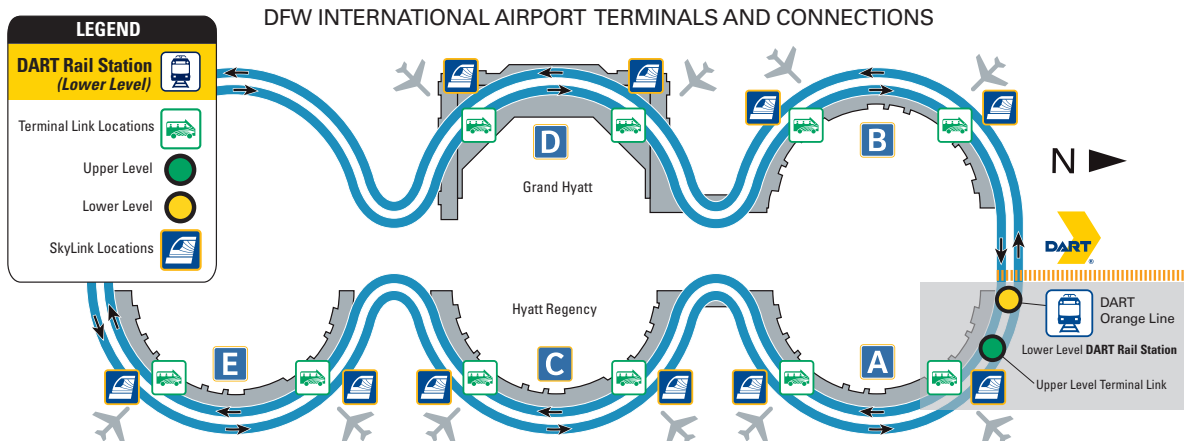 DFW INTERNATIONAL AIRPORT TERMINALS AND CONNECTIONS
LEGEND
DART Rail Station
(Lower Level)
Terminal Link Locations
Upper Level
Lower Level
SkyLink Locations
D
B
Grand Hyatt
N
DART
Hyatt Regency
E
C
A
DART
Orange Line
Lower Level DART Rail Station
Upper Level Terminal Link